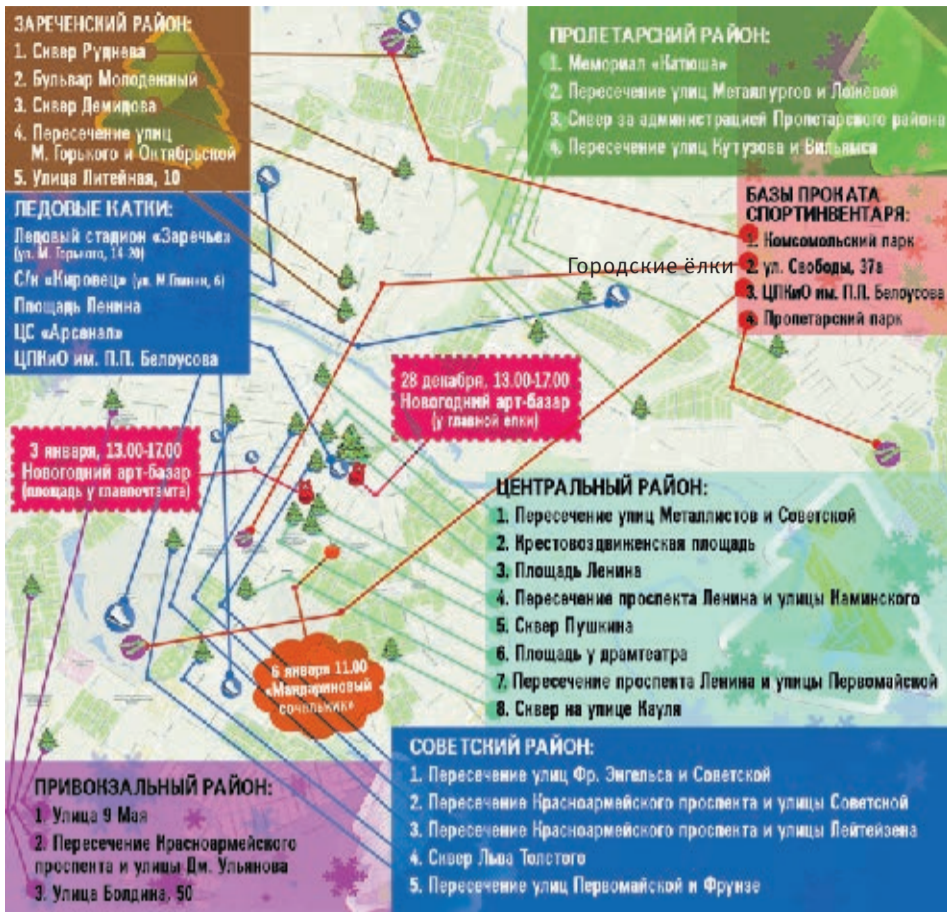 ЗАРЕЧЕНСКИЙ РАЙОН:
1. Сквер Руднева
2. Бульвар Молодежный
3. Сквер Демидова
4. Пересечение улиц
М. Горького и Октябрьской
5. Улица Литейная, 10
ЛЕДОВЫЕ КАТКИ:
Ледовый стадион «Заречье»
(ул. М. Горького, 14-20)
С/к «Кировец» (ул. М. 6)
Площадь Ленина
ЦС «Арсенал»
ЦПКиО им. П.П. Белоусова
ПРОЛЕТАРСКИЙ РАЙОН:
1. Мемориал «Катюша»
2. Пересечение улиц Металлургов и Ложевой
3. Сквер за администрацией Пролетарского района
4. Пересечение улиц Кутузова и Вильямса
БАЗЫ ПРОКАТА
СПОРТИНВЕНТАРЯ:
1. Комсомольский парк
2. ул. Свободы, 37а
3. ЦПКиО им. П.П. Белоусова
4. Пролетарский парк
Городские ёлки
28 декабря, 13.00-17.00
Новогодний арт-базар
(у главной елки)
3 января, 13.00-17.00
Новогодний арт-базар
(площадь у главпочтамта)
6 января 11.00
«Мандариновый
сочельник»
ЦЕНТРАЛЬНЫЙ РАЙОН:
1. Пересечение улиц Металлистов и Советской
2. Крестовоздвиженская площадь
3. Площадь Ленина
4. Пересечение проспекта Ленина и улицы Каминского
5. Сквер Пушкина
6. Площадь у драмтеатра
7. Пересечение проспекта Ленина и улицы Первомайской
8. Сквер на улице Кауля
СОВЕТСКИЙ РАЙОН:
1. Пересечение улиц Фр. Энгельса и Советской
2. Пересечение Красноармейского проспекта и улицы Советской
3. Пересечение Красноармейского проспекта и улицы Лейтейзена
4. Сквер Льва Толстого
5. Пересечение улиц Первомайской и Фрунзе
ПРИВОКЗАЛЬНЫЙ РАЙОН:
1. Улица 9 Мая
2. Пересечение Красноармейского
проспекта и улицы Дм. Ульянова
3. Улица Болдина, 50